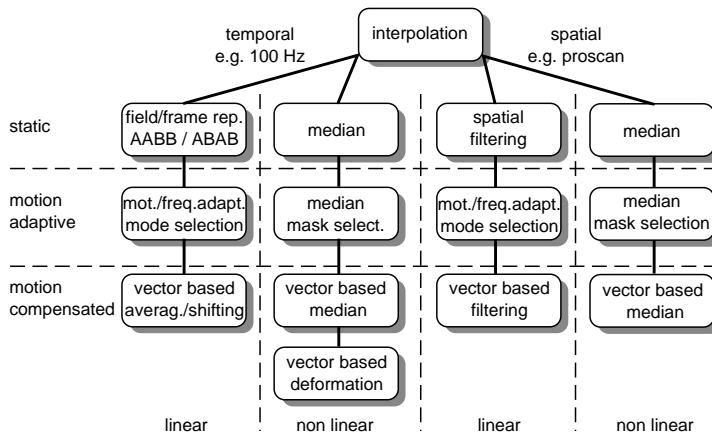 temporal
e.g. 100 Hz
interpolation
spatial
e.g. proscan
static
field/frame rep.
AABB / ABAB
median
spatial
filtering
median
motion
adaptive
mot./freq.adapt.
mode selection
median
mask select.
mot./freq.adapt.
mode selection
median
mask selection
motion
compensated
vector based
averag./shifting
vector based
median
vector based
filtering
vector based
median
vector based
deformation
linear
non linear
linear
non linear